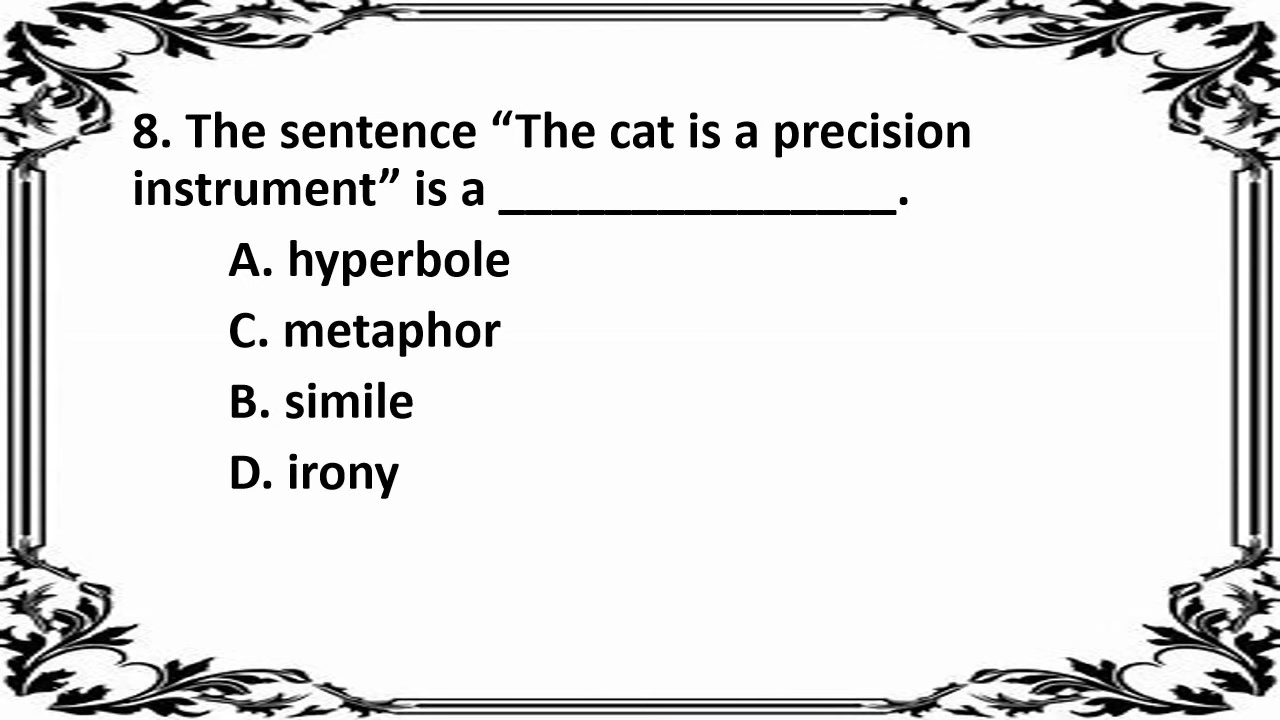 8. The sentence “The cat is a precision
instrument” is a _______________.
A. hyperbole
C. metaphor
B. simile
D. irony